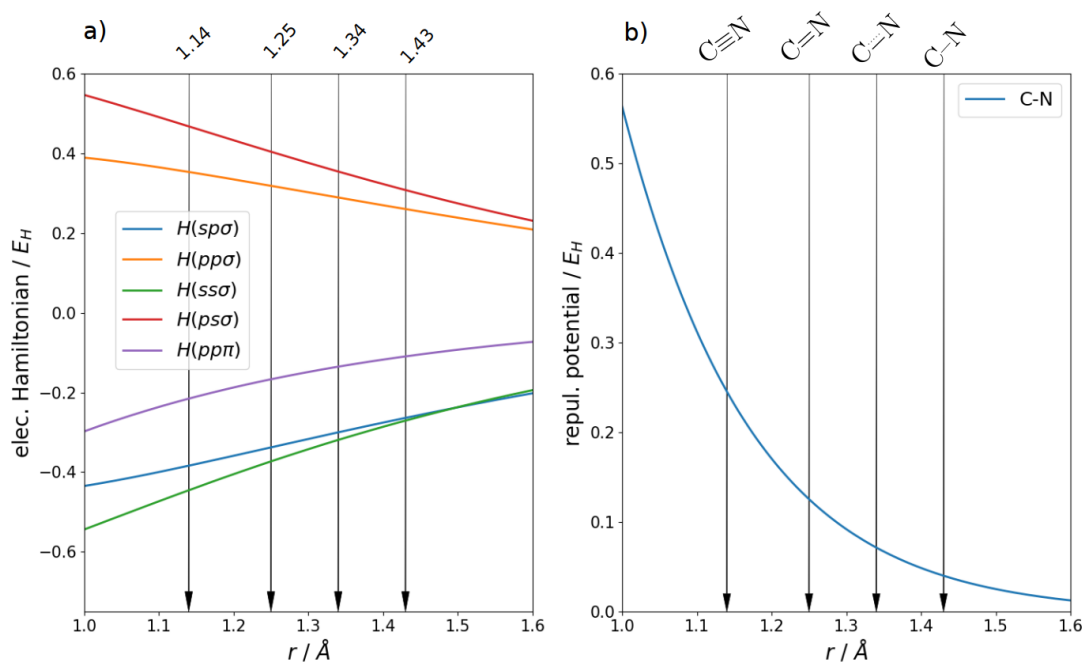 a)
1.14
1.25
1.34
1.43
elec. Hamiltonian / E_H
0.6
0.4
0.2
0.0
−0.2
−0.4
−0.6
H(spσ)
H(ppσ)
H(ssσ)
H(psσ)
H(ppπ)
1.0 1.1 1.2 1.3 1.4 1.5 1.6
r / Å
b)
C≡N
C=N
C⋯N
C–N
repul. potential / E_H
0.6
0.5
0.4
0.3
0.2
0.1
0.0
C-N
1.0 1.1 1.2 1.3 1.4 1.5 1.6
r / Å